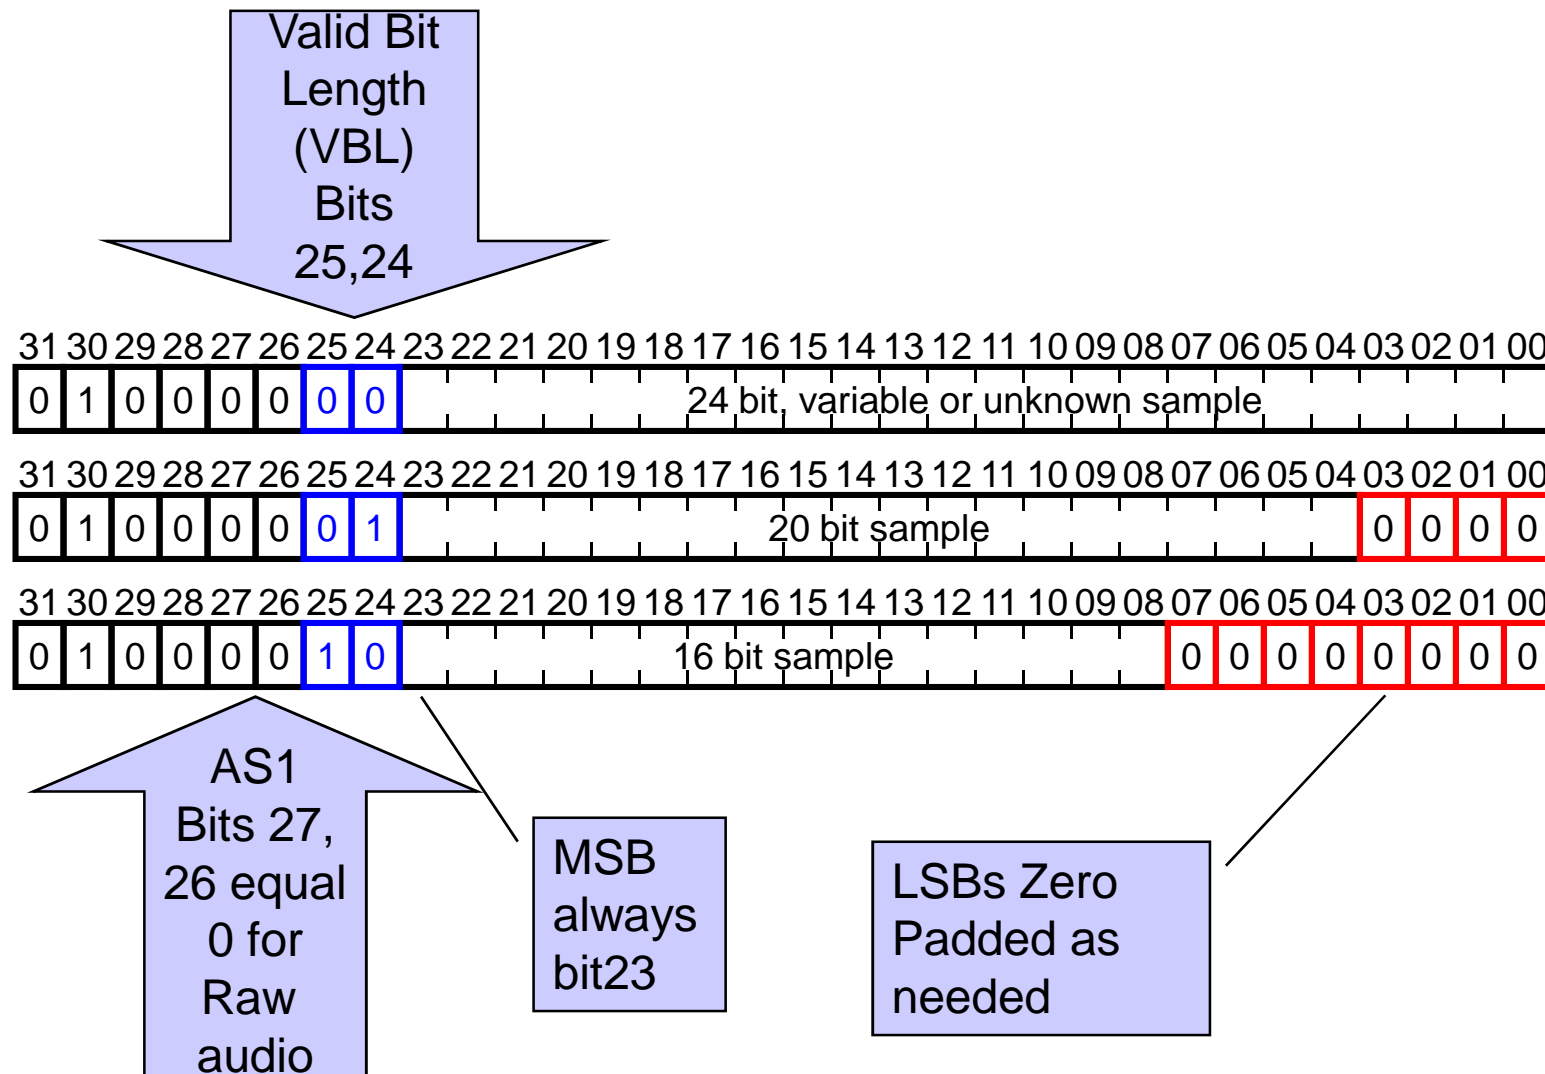 Valid Bit
Length
(VBL)
Bits
25,24
31 30 29 28 27 26 25 24 23 22 21 20 19 18 17 16 15 14 13 12 11 10 09 08 07 06 05 04 03 02 01 00
0 1 0 0 0 0 0 0 24 bit, variable or unknown sample
31 30 29 28 27 26 25 24 23 22 21 20 19 18 17 16 15 14 13 12 11 10 09 08 07 06 05 04 03 02 01 00
0 1 0 0 0 0 0 1 20 bit sample 0 0 0 0
31 30 29 28 27 26 25 24 23 22 21 20 19 18 17 16 15 14 13 12 11 10 09 08 07 06 05 04 03 02 01 00
0 1 0 0 0 0 1 0 16 bit sample 0 0 0 0 0 0 0 0
AS1
Bits 27,
26 equal
0 for
Raw
audio
MSB
always
bit23
LSBs Zero
Padded as
needed